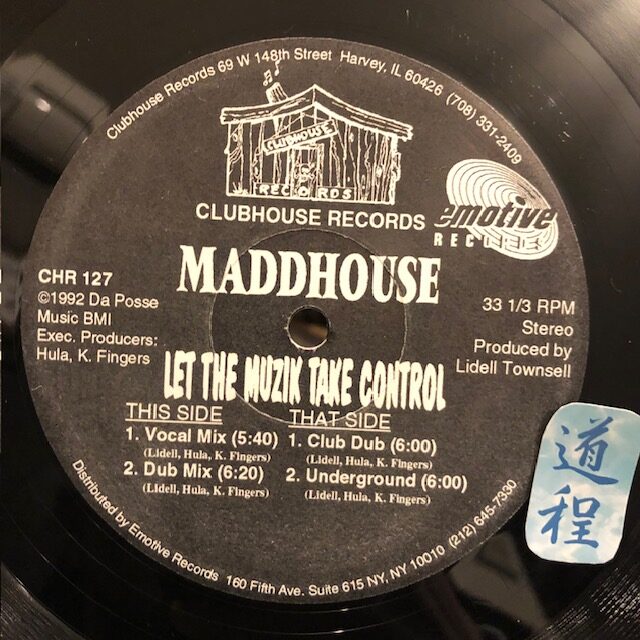 Clubhouse Records 69 W 148th Street Harvey, IL 60426 (708) 331-2409
CLUBHOUSE
RECORDS
CLUBHOUSE RECORDS
emotive
RECORDS
MADDHOUSE
CHR 127
©1992 Da Posse
Music BMI
Exec. Producers:
Hula, K. Fingers
33 1/3 RPM
Stereo
Produced by
Lidell Townsell
LET THE MUZIK TAKE CONTROL
THIS SIDE
1. Vocal Mix (5:40)
(Lidell, Hula, K. Fingers)
2. Dub Mix (6:20)
(Lidell, Hula, K. Fingers)
THAT SIDE
1. Club Dub (6:00)
(Lidell, Hula, K. Fingers)
2. Underground (6:00)
(Lidell, Hula, K. Fingers)
Distributed by Emotive Records 160 Fifth Ave. Suite 615 NY, NY 10010 (212) 645-7330
道程